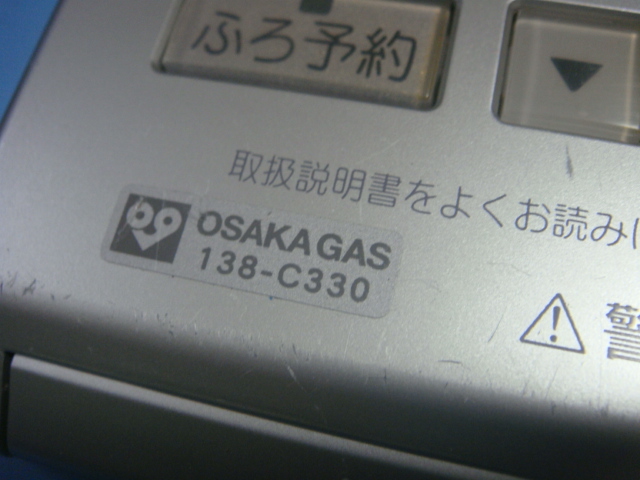 ふろ予約
▼
取扱説明書をよくお読み
OSAKA GAS
138-C330